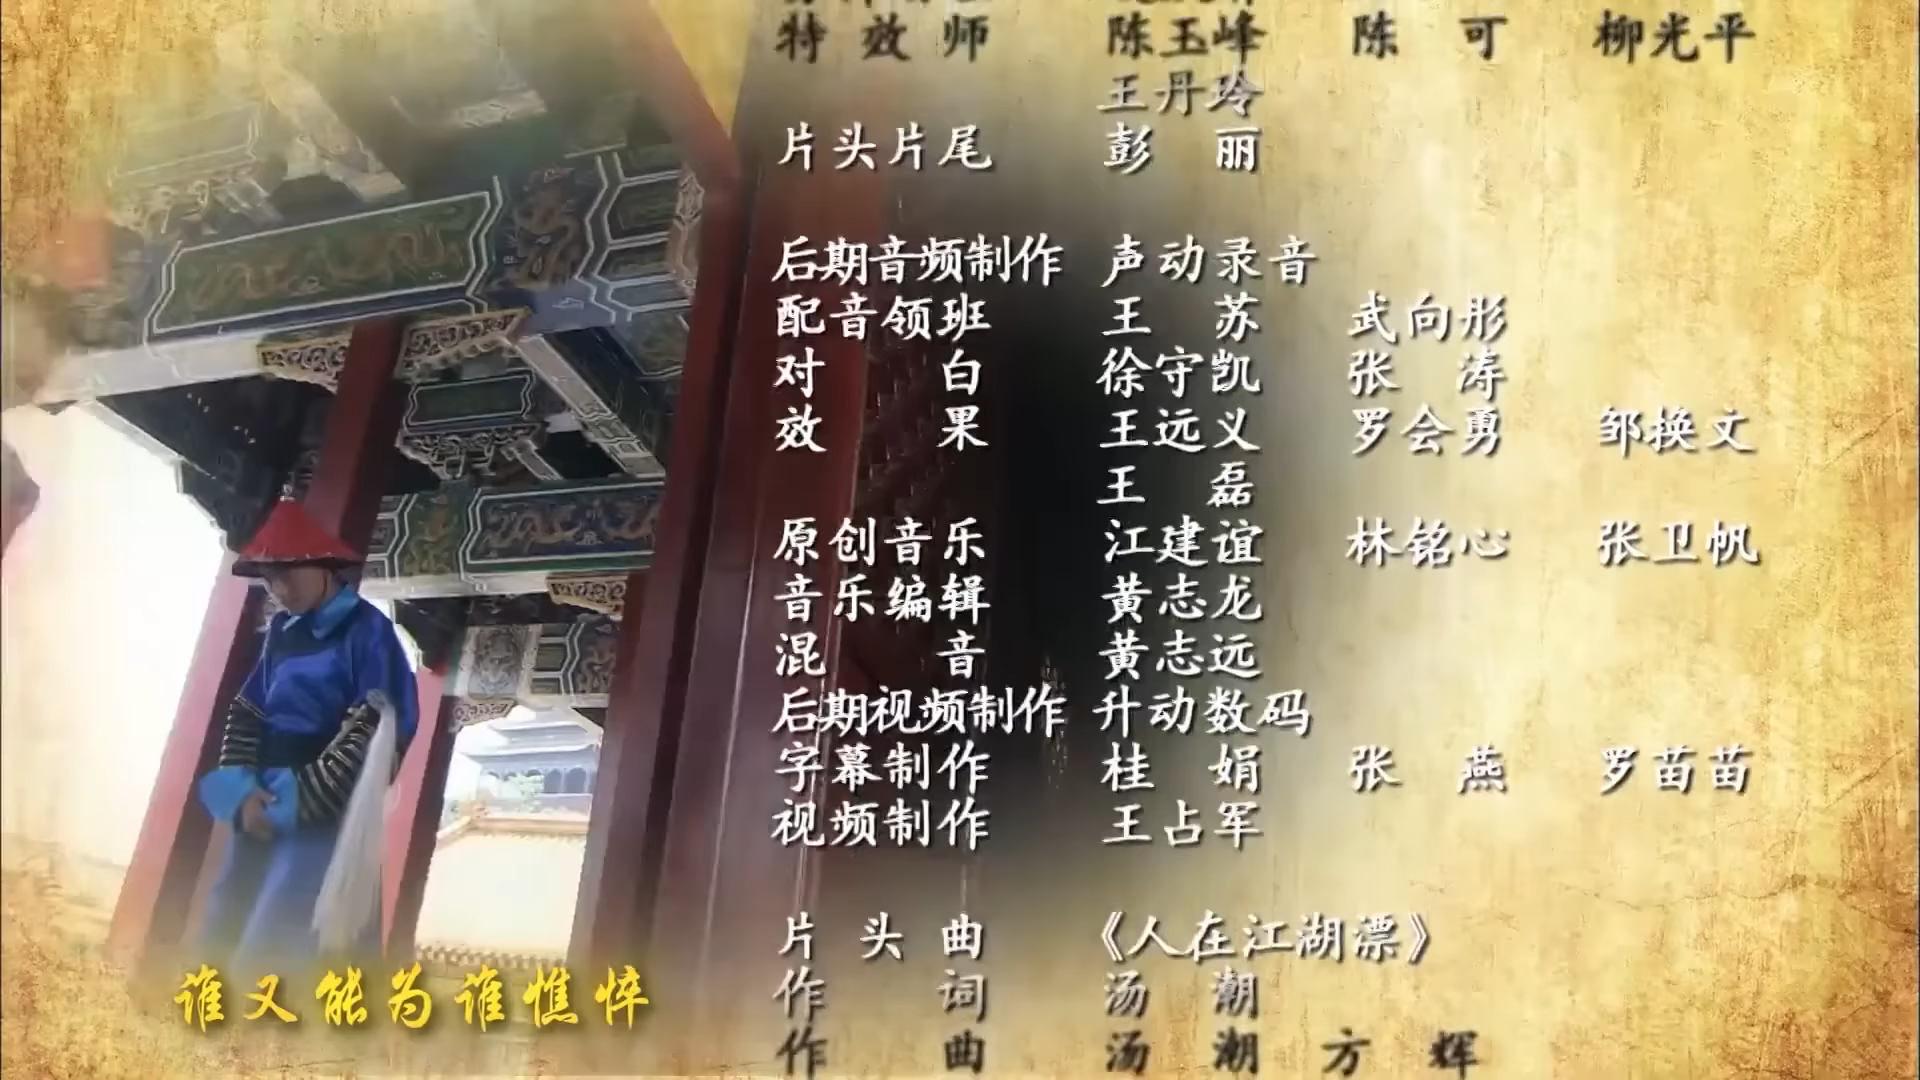 特效师 陈玉峰 陈可 柳光平
王丹玲
片头片尾 彭丽
后期音频制作 声动录音
配音领班 王苏 武向彤
对白 徐守凯 张涛
效果 王远义 罗会勇 邹换文
王磊
原创音乐 江建谊 林铭心 张卫帆
音乐编辑 黄志龙
混音 黄志远
后期视频制作 升动数码
字幕制作 桂娟 张燕 罗苗苗
视频制作 王占军
片头曲 《人在江湖漂》
作词 汤潮
作曲 汤潮 方辉
谁又能为谁憔悴